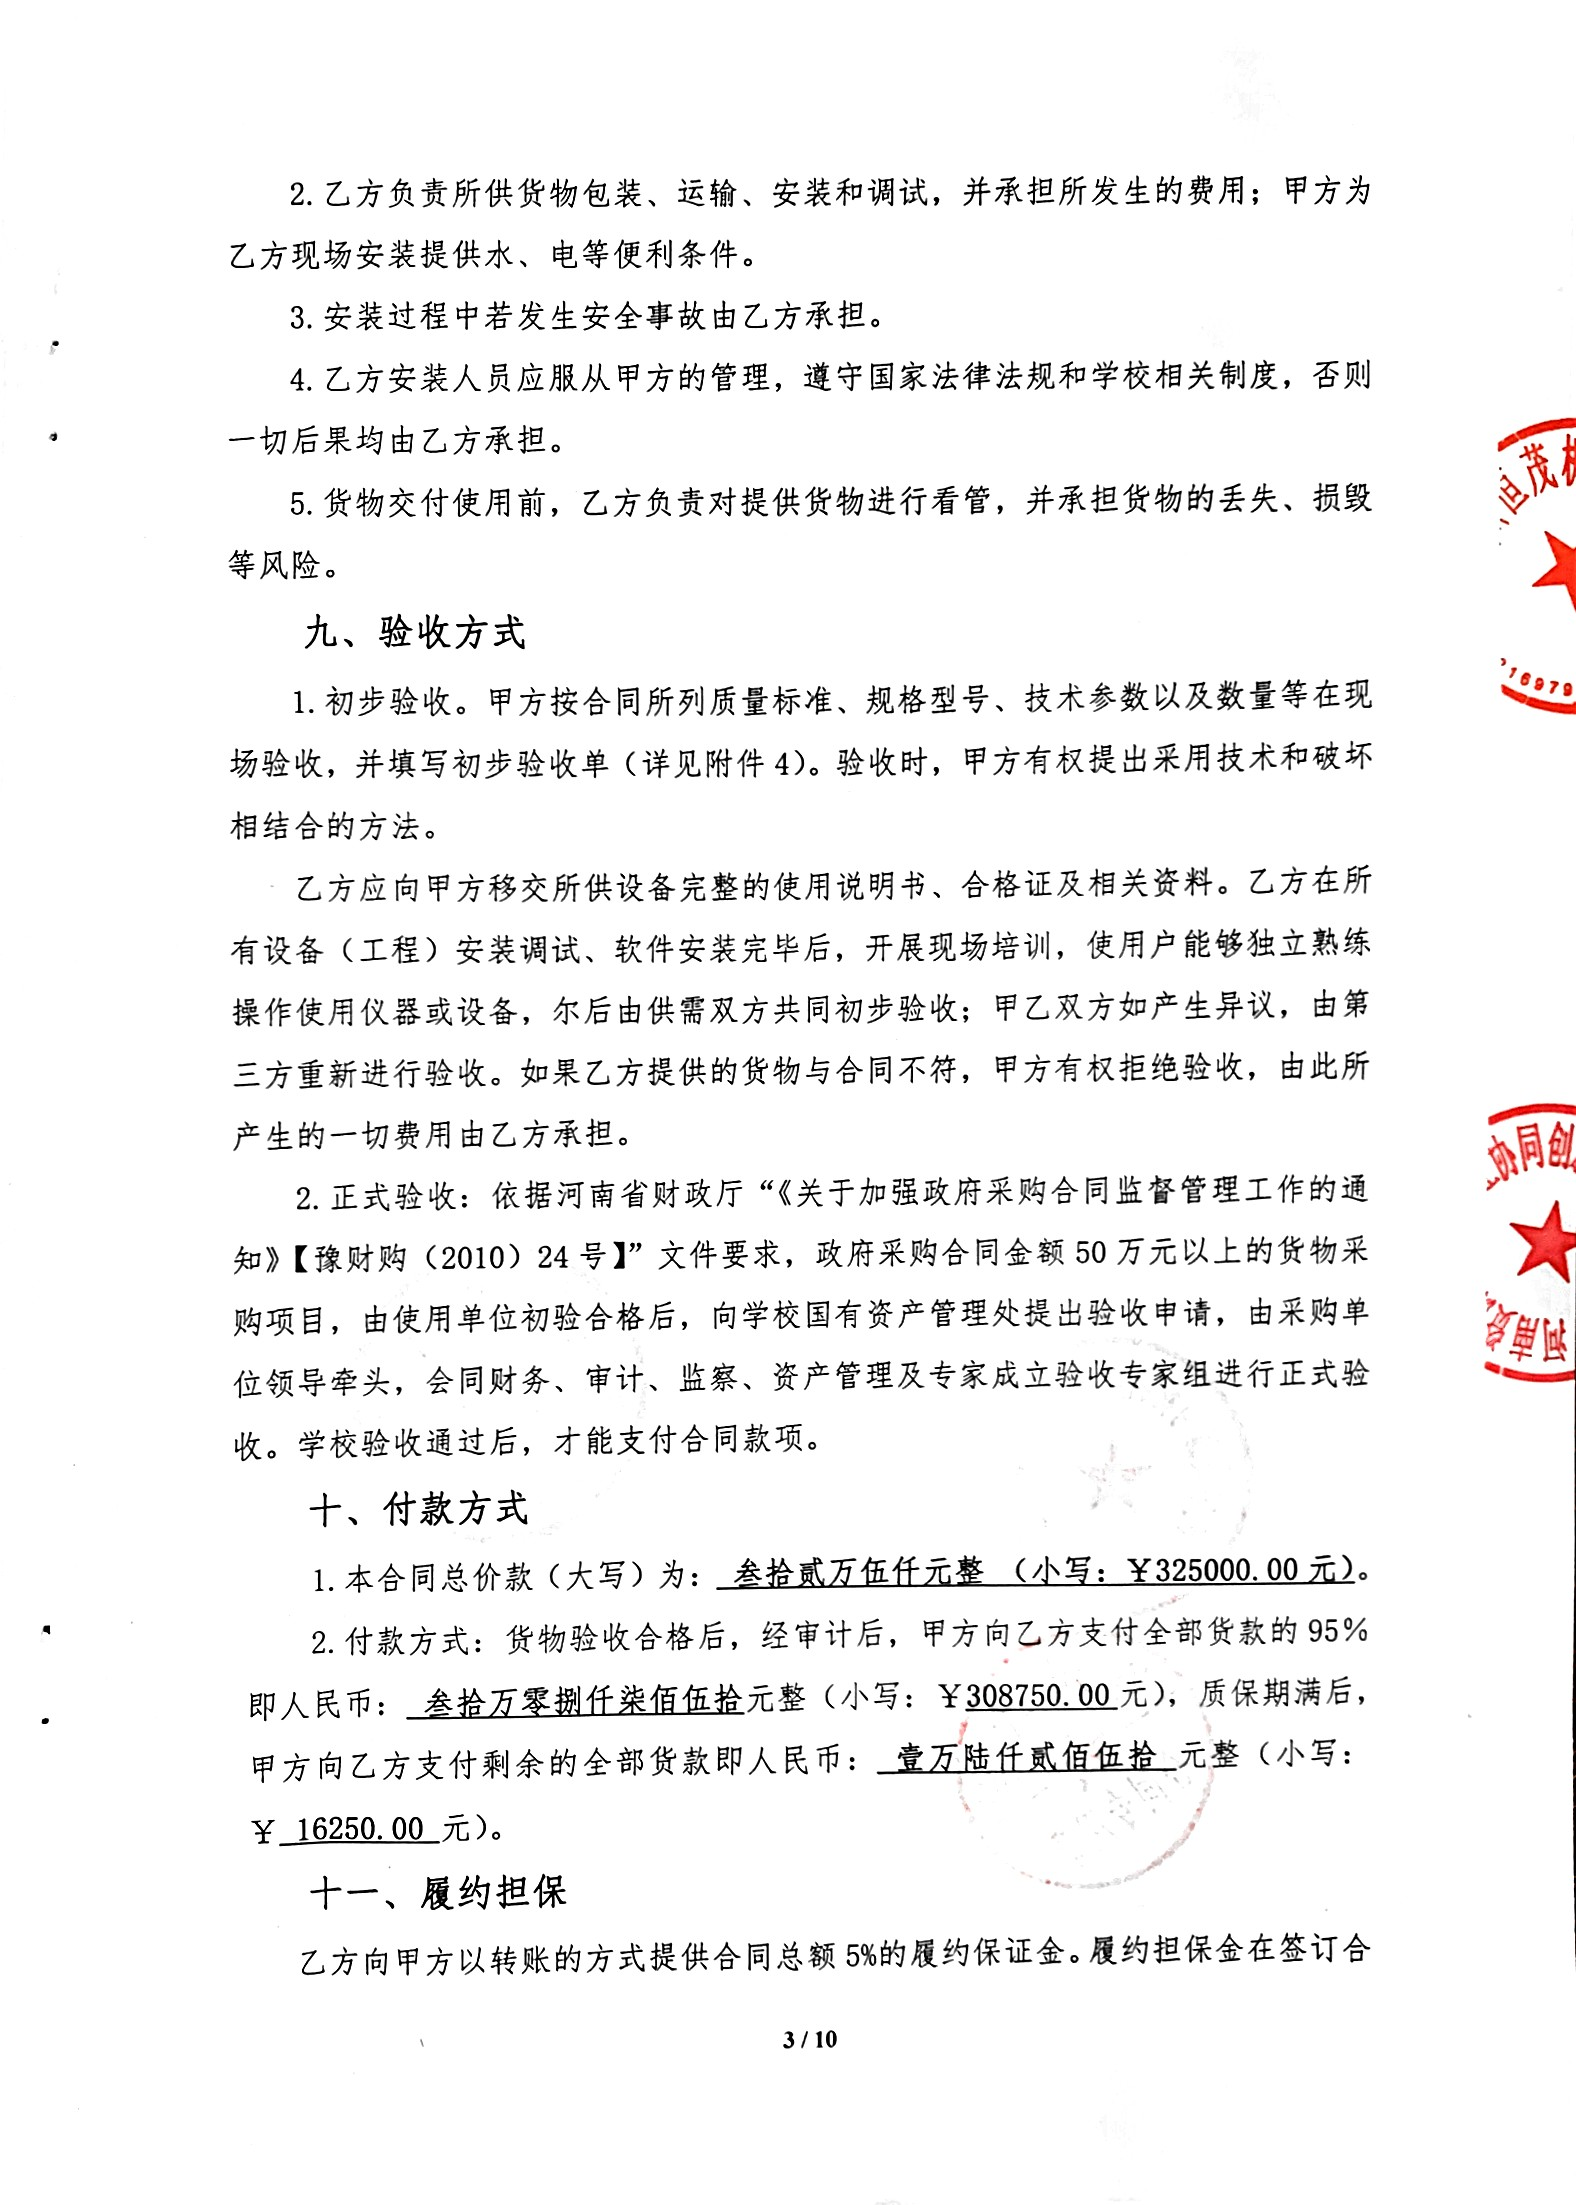 2.乙方负责所供货物包装、运输、安装和调试，并承担所发生的费用；甲方为
乙方现场安装提供水、电等便利条件。
3.安装过程中若发生安全事故由乙方承担。
4.乙方安装人员应服从甲方的管理，遵守国家法律法规和学校相关制度，否则
一切后果均由乙方承担。
5.货物交付使用前，乙方负责对提供货物进行看管，并承担货物的丢失、损毁
等风险。
九、验收方式
1.初步验收。甲方按合同所列质量标准、规格型号、技术参数以及数量等在现
场验收，并填写初步验收单（详见附件 4）。验收时，甲方有权提出采用技术和破坏
相结合的方法。
乙方应向甲方移交所供设备完整的使用说明书、合格证及相关资料。乙方在所
有设备（工程）安装调试、软件安装完毕后，开展现场培训，使用户能够独立熟练
操作使用仪器或设备，尔后由供需双方共同初步验收；甲乙双方如产生异议，由第
三方重新进行验收。如果乙方提供的货物与合同不符，甲方有权拒绝验收，由此所
产生的一切费用由乙方承担。
2.正式验收：依据河南省财政厅“《关于加强政府采购合同监督管理工作的通
知》【豫财购（2010）24 号】”文件要求，政府采购合同金额 50 万元以上的货物采
购项目，由使用单位初验合格后，向学校国有资产管理处提出验收申请，由采购单
位领导牵头，会同财务、审计、监察、资产管理及专家成立验收专家组进行正式验
收。学校验收通过后，才能支付合同款项。
十、付款方式
1.本合同总价款（大写）为： 叁拾贰万伍仟元整 （小写：￥325000.00 元）。
2.付款方式：货物验收合格后，经审计后，甲方向乙方支付全部货款的 95%
即人民币： 叁拾万零捌仟柒佰伍拾元整（小写：￥308750.00 元），质保期满后，
甲方向乙方支付剩余的全部货款即人民币： 壹万陆仟贰佰伍拾 元整（小写：
￥ 16250.00 元）。
十一、履约担保
乙方向甲方以转账的方式提供合同总额 5%的履约保证金。履约担保金在签订合
3 / 10
茂
16979
同创
河南